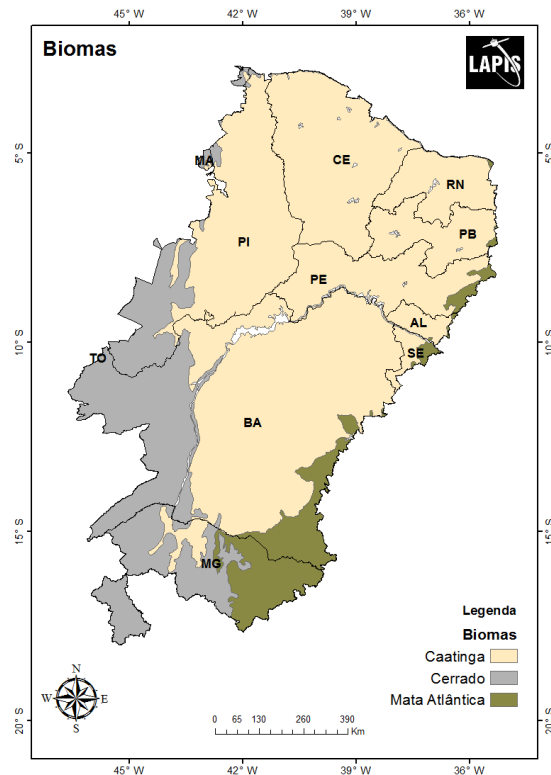 45° W 42° W 39° W 36° W
Biomas
LAPIS
5° S 5° S
MA
CE
RN
PI
PB
PE
AL
10° S 10° S
TO
SE
BA
15° S 15° S
MG
Legenda
Biomas
Caatinga
Cerrado
Mata Atlântica
N
W E
S
0 65 130 260 390
Km
20° S 20° S
45° W 42° W 39° W 36° W